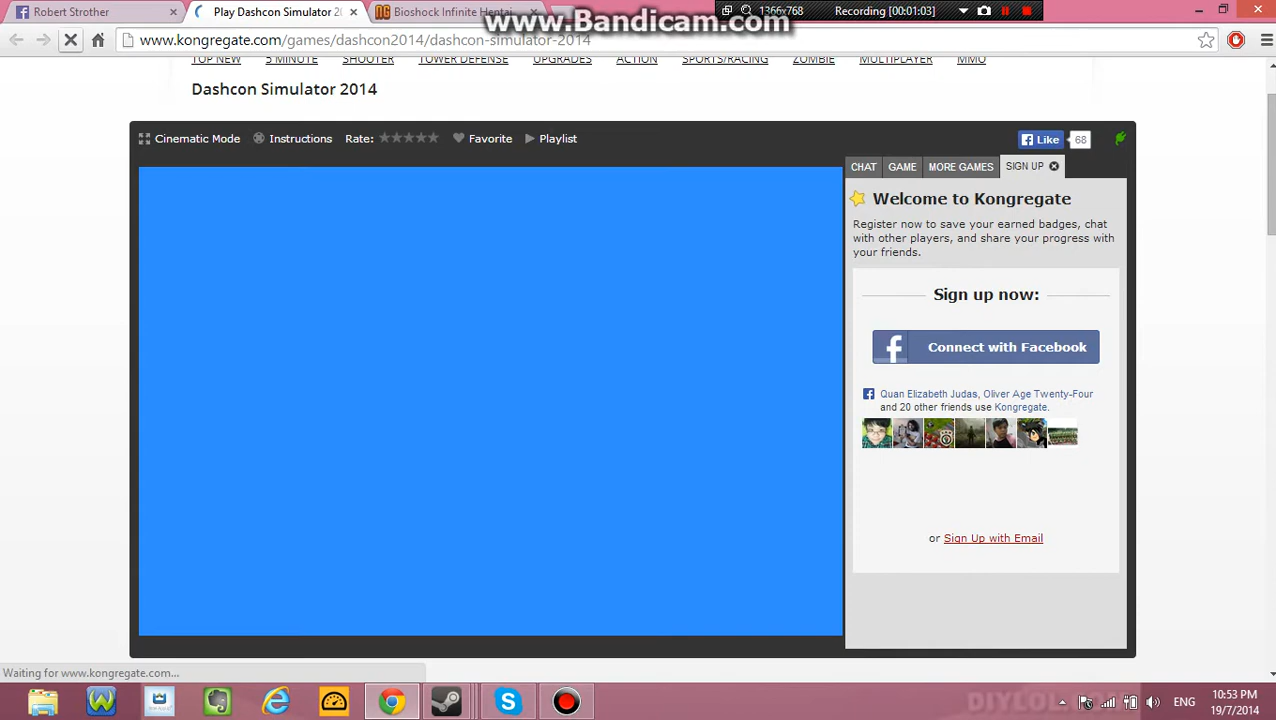 Robert Strother
Play Dashcon Simulator 20
Bioshock Infinite Hentai
www.Bandicam.com
1366x768
Recording [00:01:03]
www.kongregate.com/games/dashcon2014/dashcon-simulator-2014
TOP NEW 5 MINUTE SHOOTER TOWER DEFENSE UPGRADES ACTION SPORTS/RACING ZOMBIE MULTIPLAYER MMO
Dashcon Simulator 2014
Cinematic Mode Instructions Rate: Favorite Playlist Like 68
CHAT GAME MORE GAMES SIGN UP
Welcome to Kongregate
Register now to save your earned badges, chat
with other players, and share your progress with
your friends.
Sign up now:
Connect with Facebook
Quan Elizabeth Judas, Oliver Age Twenty-Four
and 20 other friends use Kongregate.
or Sign Up with Email
Waiting for www.kongregate.com...
DIYLOL.COM
ENG
10:53 PM
19/7/2014